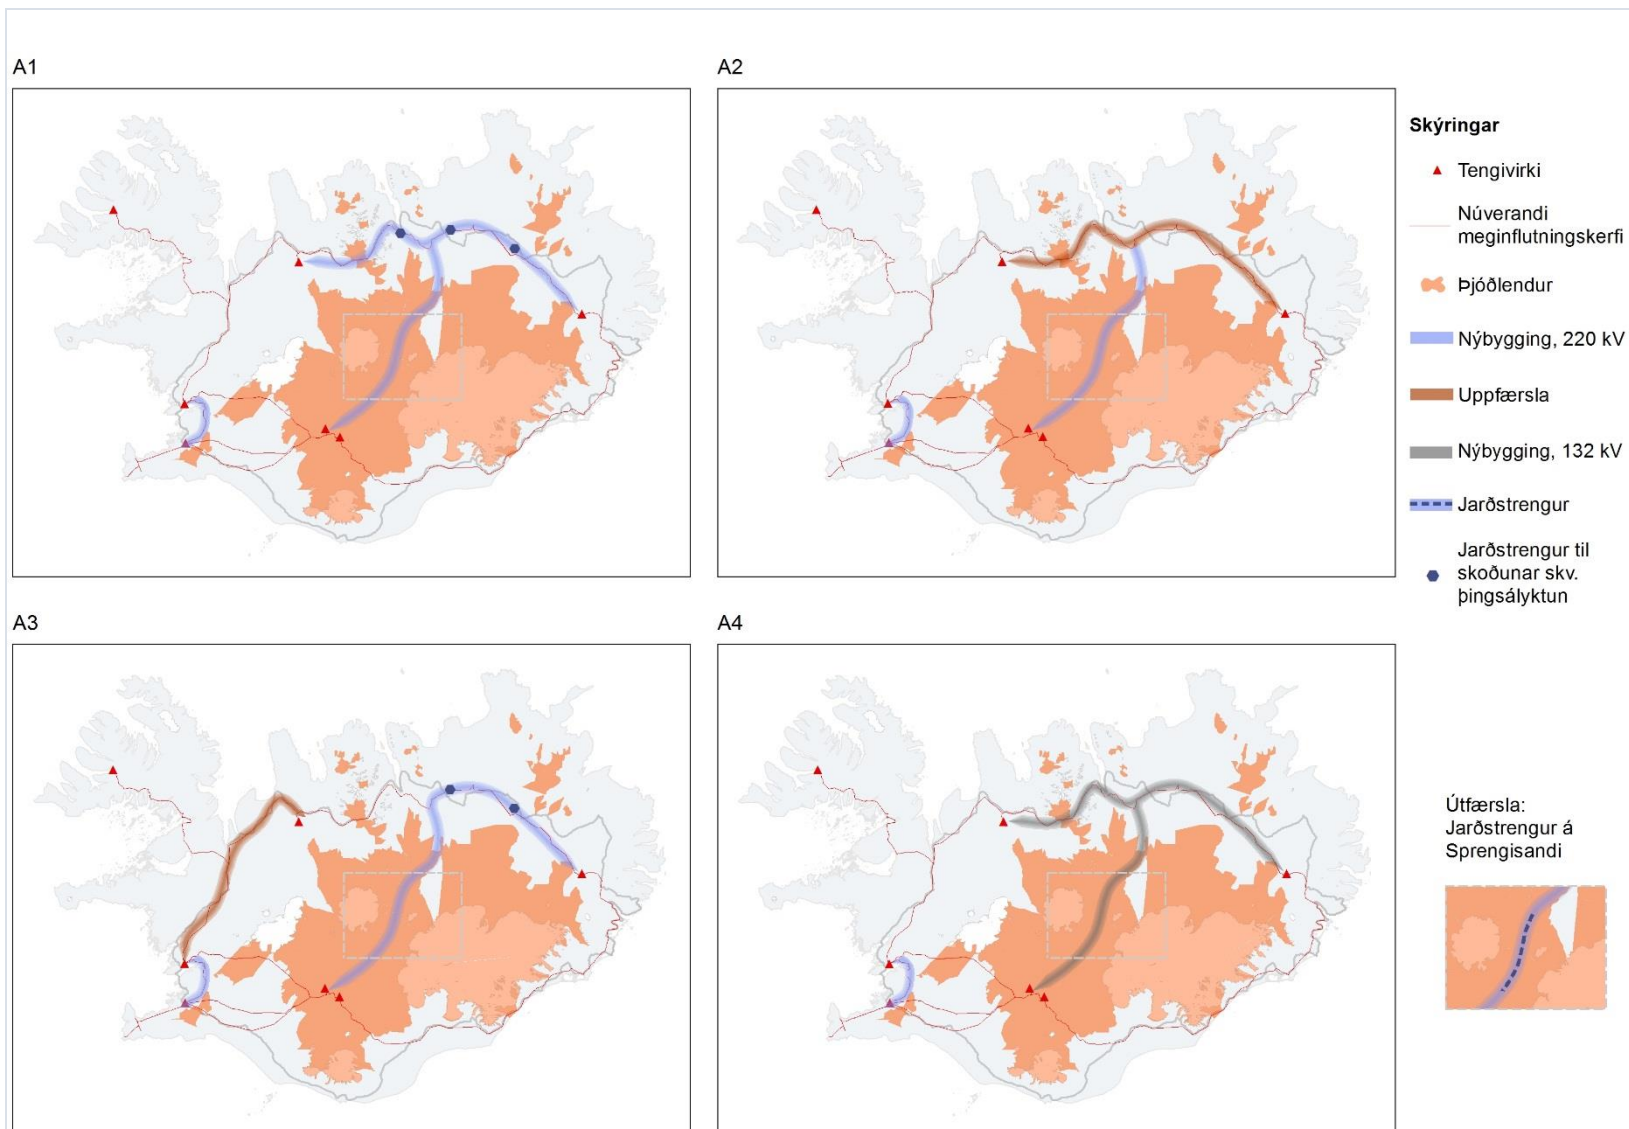 A1
A2
Skýringar
Tengivirki
Núverandi
meginflutningskerfi
Þjóðlendur
Nýbygging, 220 kV
Uppfærsla
Nýbygging, 132 kV
Jarðstrengur
Jarðstrengur til
skoðunar skv.
þingsályktun
A3
A4
Útfærsla:
Jarðstrengur á
Sprengisandi